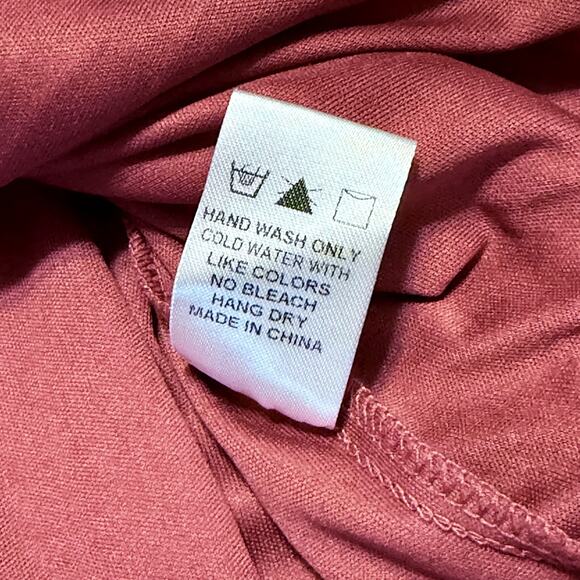 HAND WASH ONLY
COLD WATER WITH
LIKE COLORS
NO BLEACH
HANG DRY
MADE IN CHINA